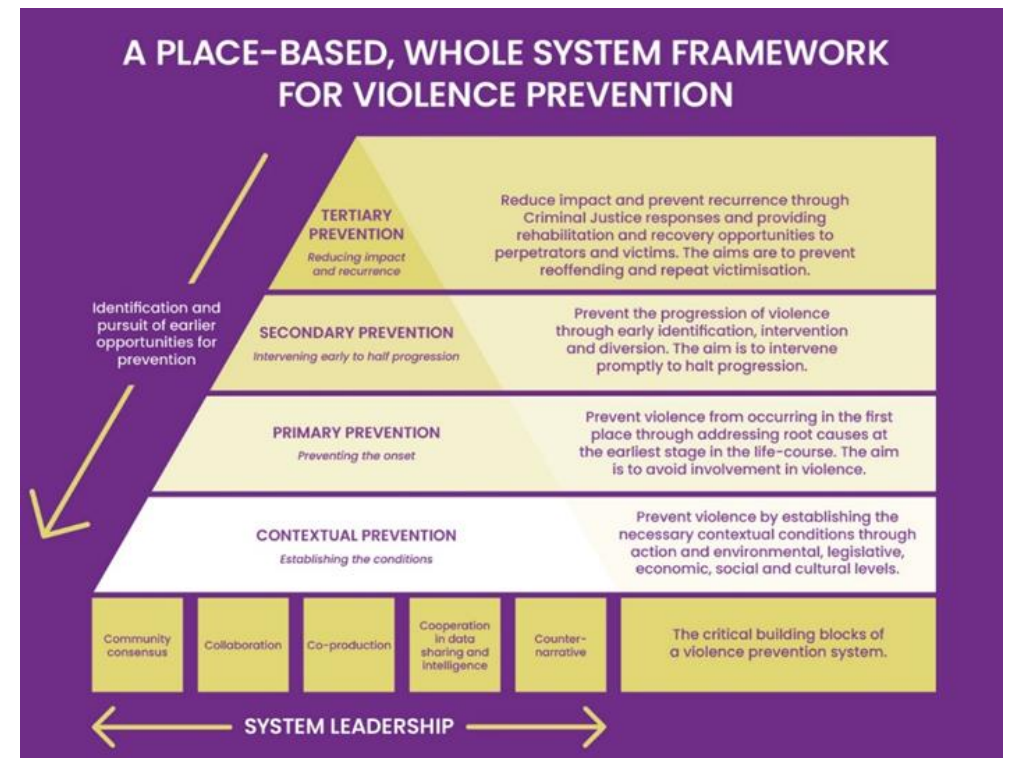 A PLACE-BASED, WHOLE SYSTEM FRAMEWORK
FOR VIOLENCE PREVENTION
TERTIARY
PREVENTION
Reducing impact
and recurrence
Reduce impact and prevent recurrence through
Criminal Justice responses and providing
rehabilitation and recovery opportunities to
perpetrators and victims. The aims are to prevent
reoffending and repeat victimisation.
Identification and
pursuit of earlier
opportunities for
prevention
SECONDARY PREVENTION
Intervening early to half progression
Prevent the progression of violence
through early identification, intervention
and diversion. The aim is to intervene
promptly to halt progression.
PRIMARY PREVENTION
Preventing the onset
Prevent violence from occurring in the first
place through addressing root causes at
the earliest stage in the life-course. The aim
is to avoid involvement in violence.
CONTEXTUAL PREVENTION
Establishing the conditions
Prevent violence by establishing the
necessary contextual conditions through
action and environmental, legislative,
economic, social and cultural levels.
Community
consensus
Collaboration
Co-production
Cooperation
in data
sharing and
intelligence
Counter-
narrative
The critical building blocks of
a violence prevention system.
SYSTEM LEADERSHIP